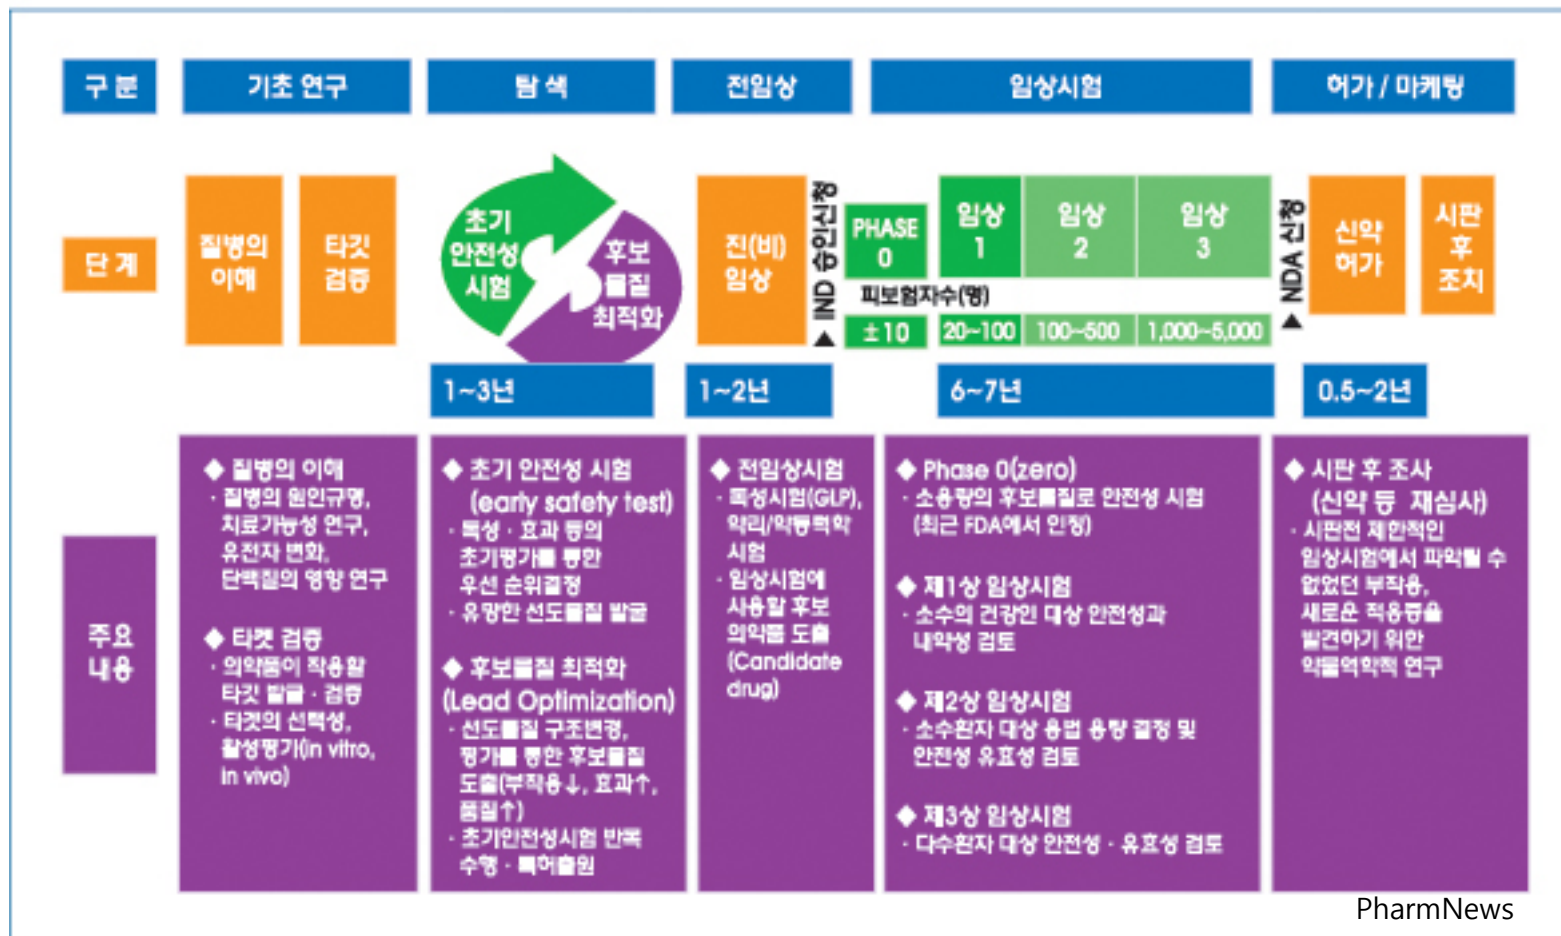 구 분
기초 연구
탐 색
전임상
임상시험
허가 / 마케팅
단 계
질병의
이해
타깃
검증
초기
안전성
시험
후보
물질
최적화
진(비)
임상
▲ IND 승인신청
PHASE
0
임상
1
임상
2
임상
3
피보험자수(명)
±10
20~100
100~500
1,000~5,000
▲ NDA 신청
신약
허가
시판
후
조치
1~3년
1~2년
6~7년
0.5~2년
주요
내용
◆ 질병의 이해
· 질병의 원인규명,
치료가능성 연구,
유전자 변화,
단백질의 영향 연구
◆ 타켓 검증
· 의약품이 작용할
타깃 발굴 · 검증
· 타겟의 선택성,
활성평가(in vitro,
in vivo)
◆ 초기 안전성 시험
(early safety test)
· 독성 · 효과 등의
초기평가를 통한
우선 순위결정
· 유망한 선도물질 발굴
◆ 후보물질 최적화
(Lead Optimization)
· 선도물질 구조변경,
평가를 통한 후보물질
도출(부작용↓, 효과↑,
품질↑)
· 초기안전성시험 반복
수행 · 특허출원
◆ 전임상시험
· 독성시험(GLP),
약리/약동력학
시험
· 임상시험에
사용할 후보
의약품 도출
(Candidate
drug)
◆ Phase 0(zero)
· 소용량의 후보물질로 안전성 시험
(최근 FDA에서 인정)
◆ 제1상 임상시험
· 소수의 건강인 대상 안전성과
내약성 검토
◆ 제2상 임상시험
· 소수환자 대상 용법 용량 결정 및
안전성 유효성 검토
◆ 제3상 임상시험
· 다수환자 대상 안전성 · 유효성 검토
◆ 시판 후 조사
(신약 등 재심사)
· 시판전 제한적인
임상시험에서 파악될 수
없었던 부작용,
새로운 적응증을
발견하기 위한
약물역학적 연구
PharmNews